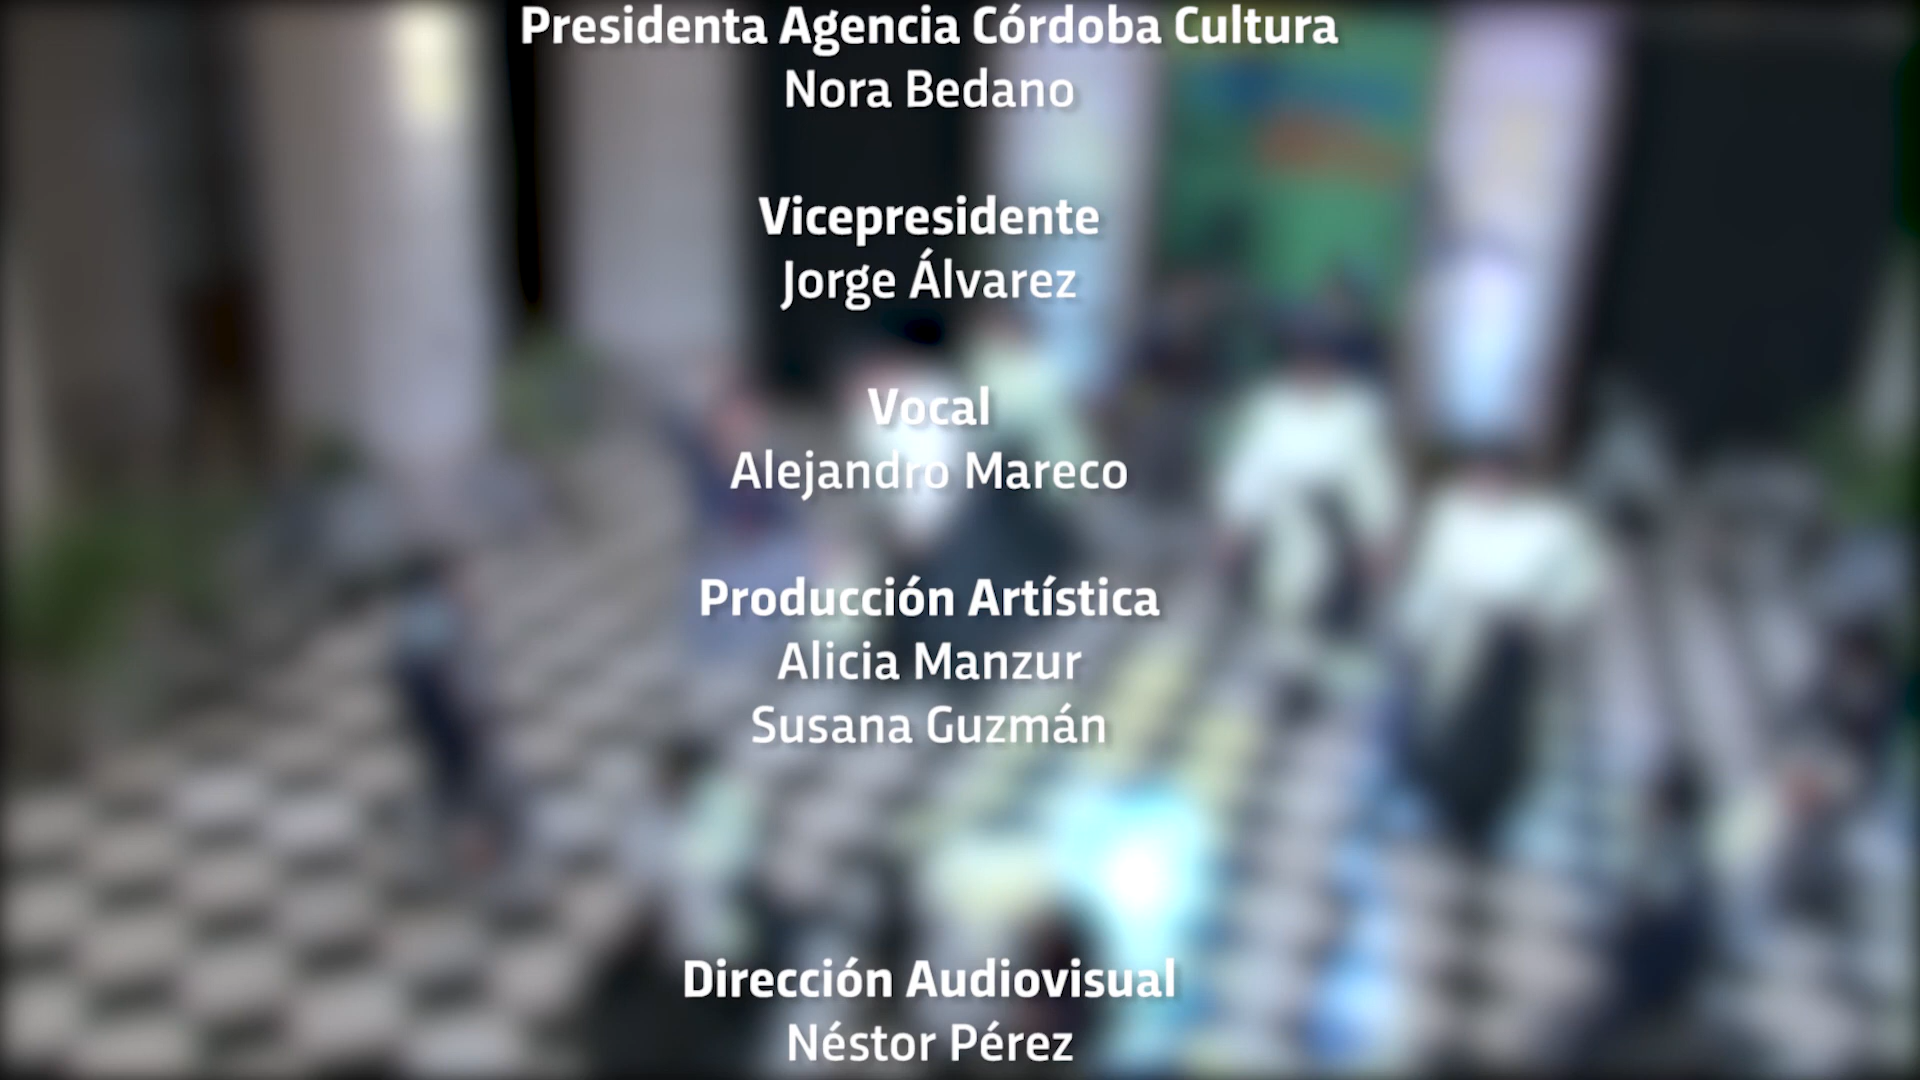 Presidenta Agencia Córdoba Cultura
Nora Bedano
Vicepresidente
Jorge Álvarez
Vocal
Alejandro Mareco
Producción Artística
Alicia Manzur
Susana Guzmán
Dirección Audiovisual
Néstor Pérez